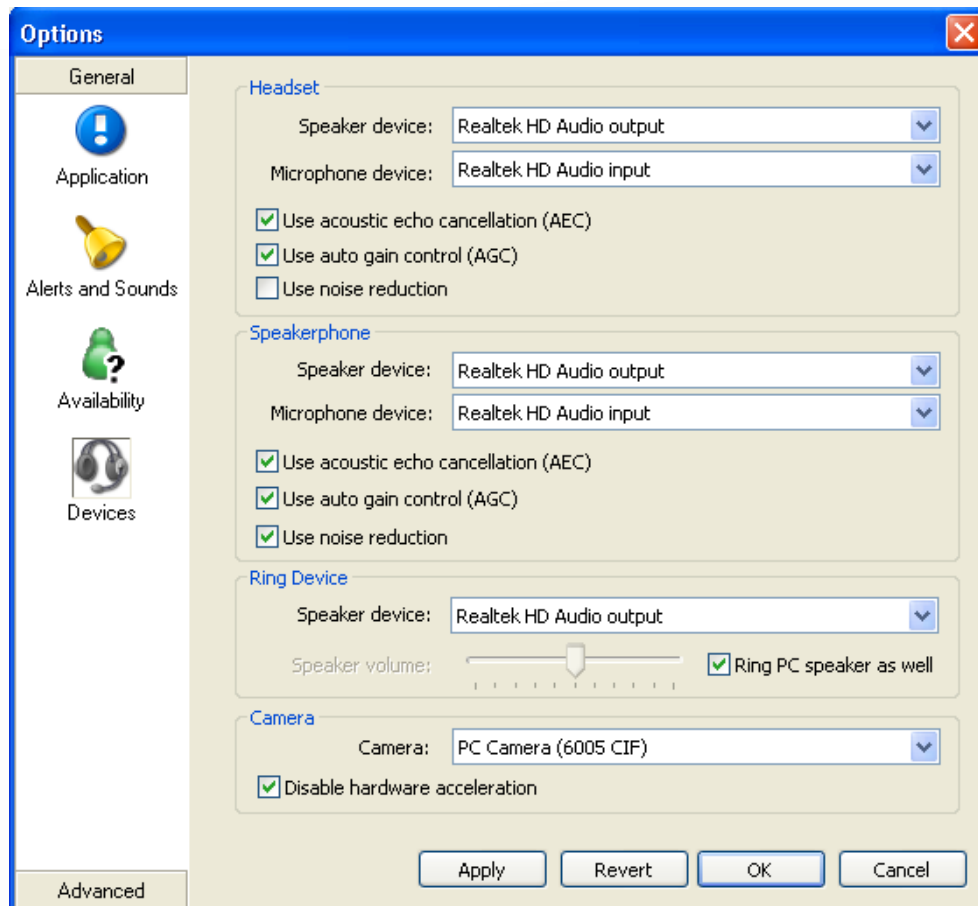 Options
General
Application
Alerts and Sounds
Availability
Devices
Advanced
Headset
Speaker device: Realtek HD Audio output
Microphone device: Realtek HD Audio input
Use acoustic echo cancellation (AEC)
Use auto gain control (AGC)
Use noise reduction
Speakerphone
Speaker device: Realtek HD Audio output
Microphone device: Realtek HD Audio input
Use acoustic echo cancellation (AEC)
Use auto gain control (AGC)
Use noise reduction
Ring Device
Speaker device: Realtek HD Audio output
Speaker volume: Ring PC speaker as well
Camera
Camera: PC Camera (6005 CIF)
Disable hardware acceleration
Apply Revert OK Cancel